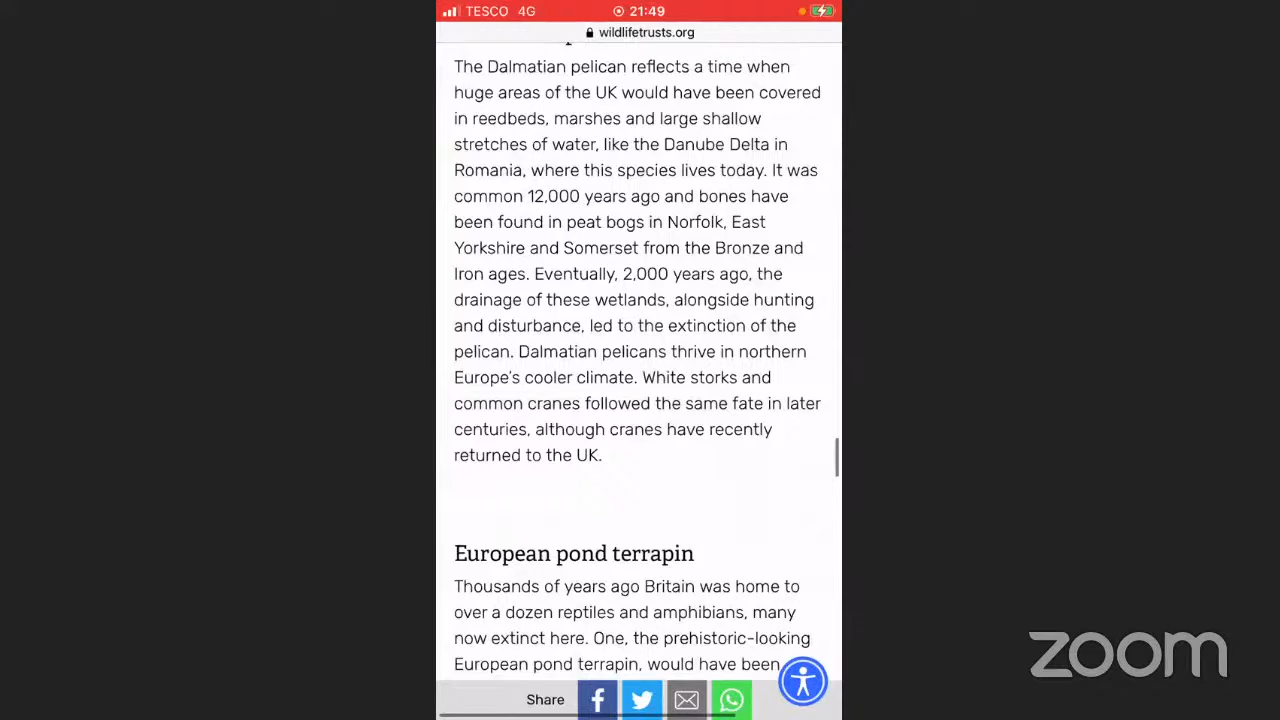 TESCO 4G 21:49
wildlifetrusts.org
The Dalmatian pelican reflects a time when
huge areas of the UK would have been covered
in reedbeds, marshes and large shallow
stretches of water, like the Danube Delta in
Romania, where this species lives today. It was
common 12,000 years ago and bones have
been found in peat bogs in Norfolk, East
Yorkshire and Somerset from the Bronze and
Iron ages. Eventually, 2,000 years ago, the
drainage of these wetlands, alongside hunting
and disturbance, led to the extinction of the
pelican. Dalmatian pelicans thrive in northern
Europe's cooler climate. White storks and
common cranes followed the same fate in later
centuries, although cranes have recently
returned to the UK.
European pond terrapin
Thousands of years ago Britain was home to
over a dozen reptiles and amphibians, many
now extinct here. One, the prehistoric-looking
European pond terrapin, would have been
Share
zoom